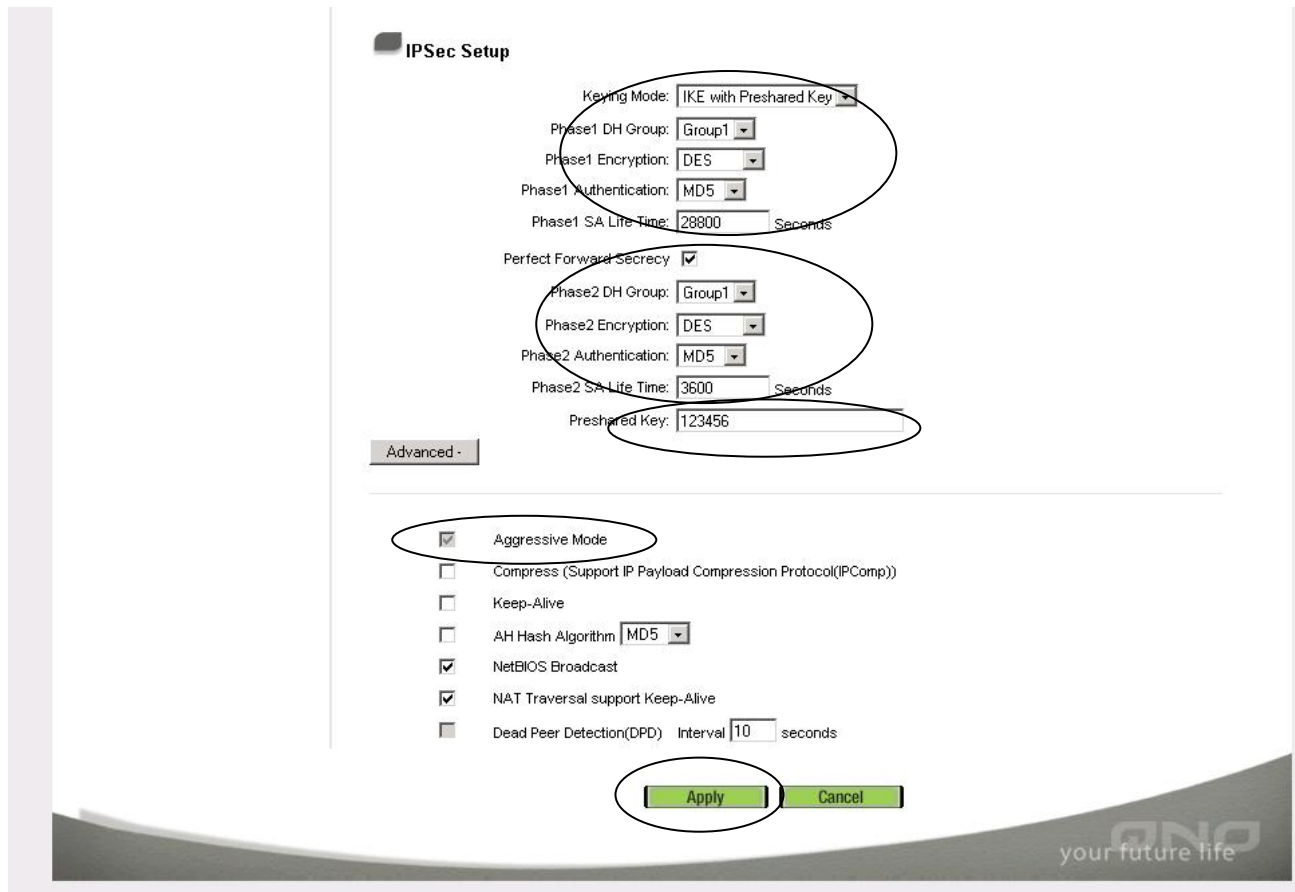 IPSec Setup
Keying Mode: IKE with Preshared Key
Phase1 DH Group: Group1
Phase1 Encryption: DES
Phase1 Authentication: MD5
Phase1 SA Life Time: 28800 Seconds
Perfect Forward Secrecy
Phase2 DH Group: Group1
Phase2 Encryption: DES
Phase2 Authentication: MD5
Phase2 SA Life Time: 3600 Seconds
Preshared Key: 123456
Advanced -
Aggressive Mode
Compress (Support IP Payload Compression Protocol(IPComp))
Keep-Alive
AH Hash Algorithm MD5
NetBIOS Broadcast
NAT Traversal support Keep-Alive
Dead Peer Detection(DPD) Interval 10 seconds
Apply Cancel
QNO
your future life